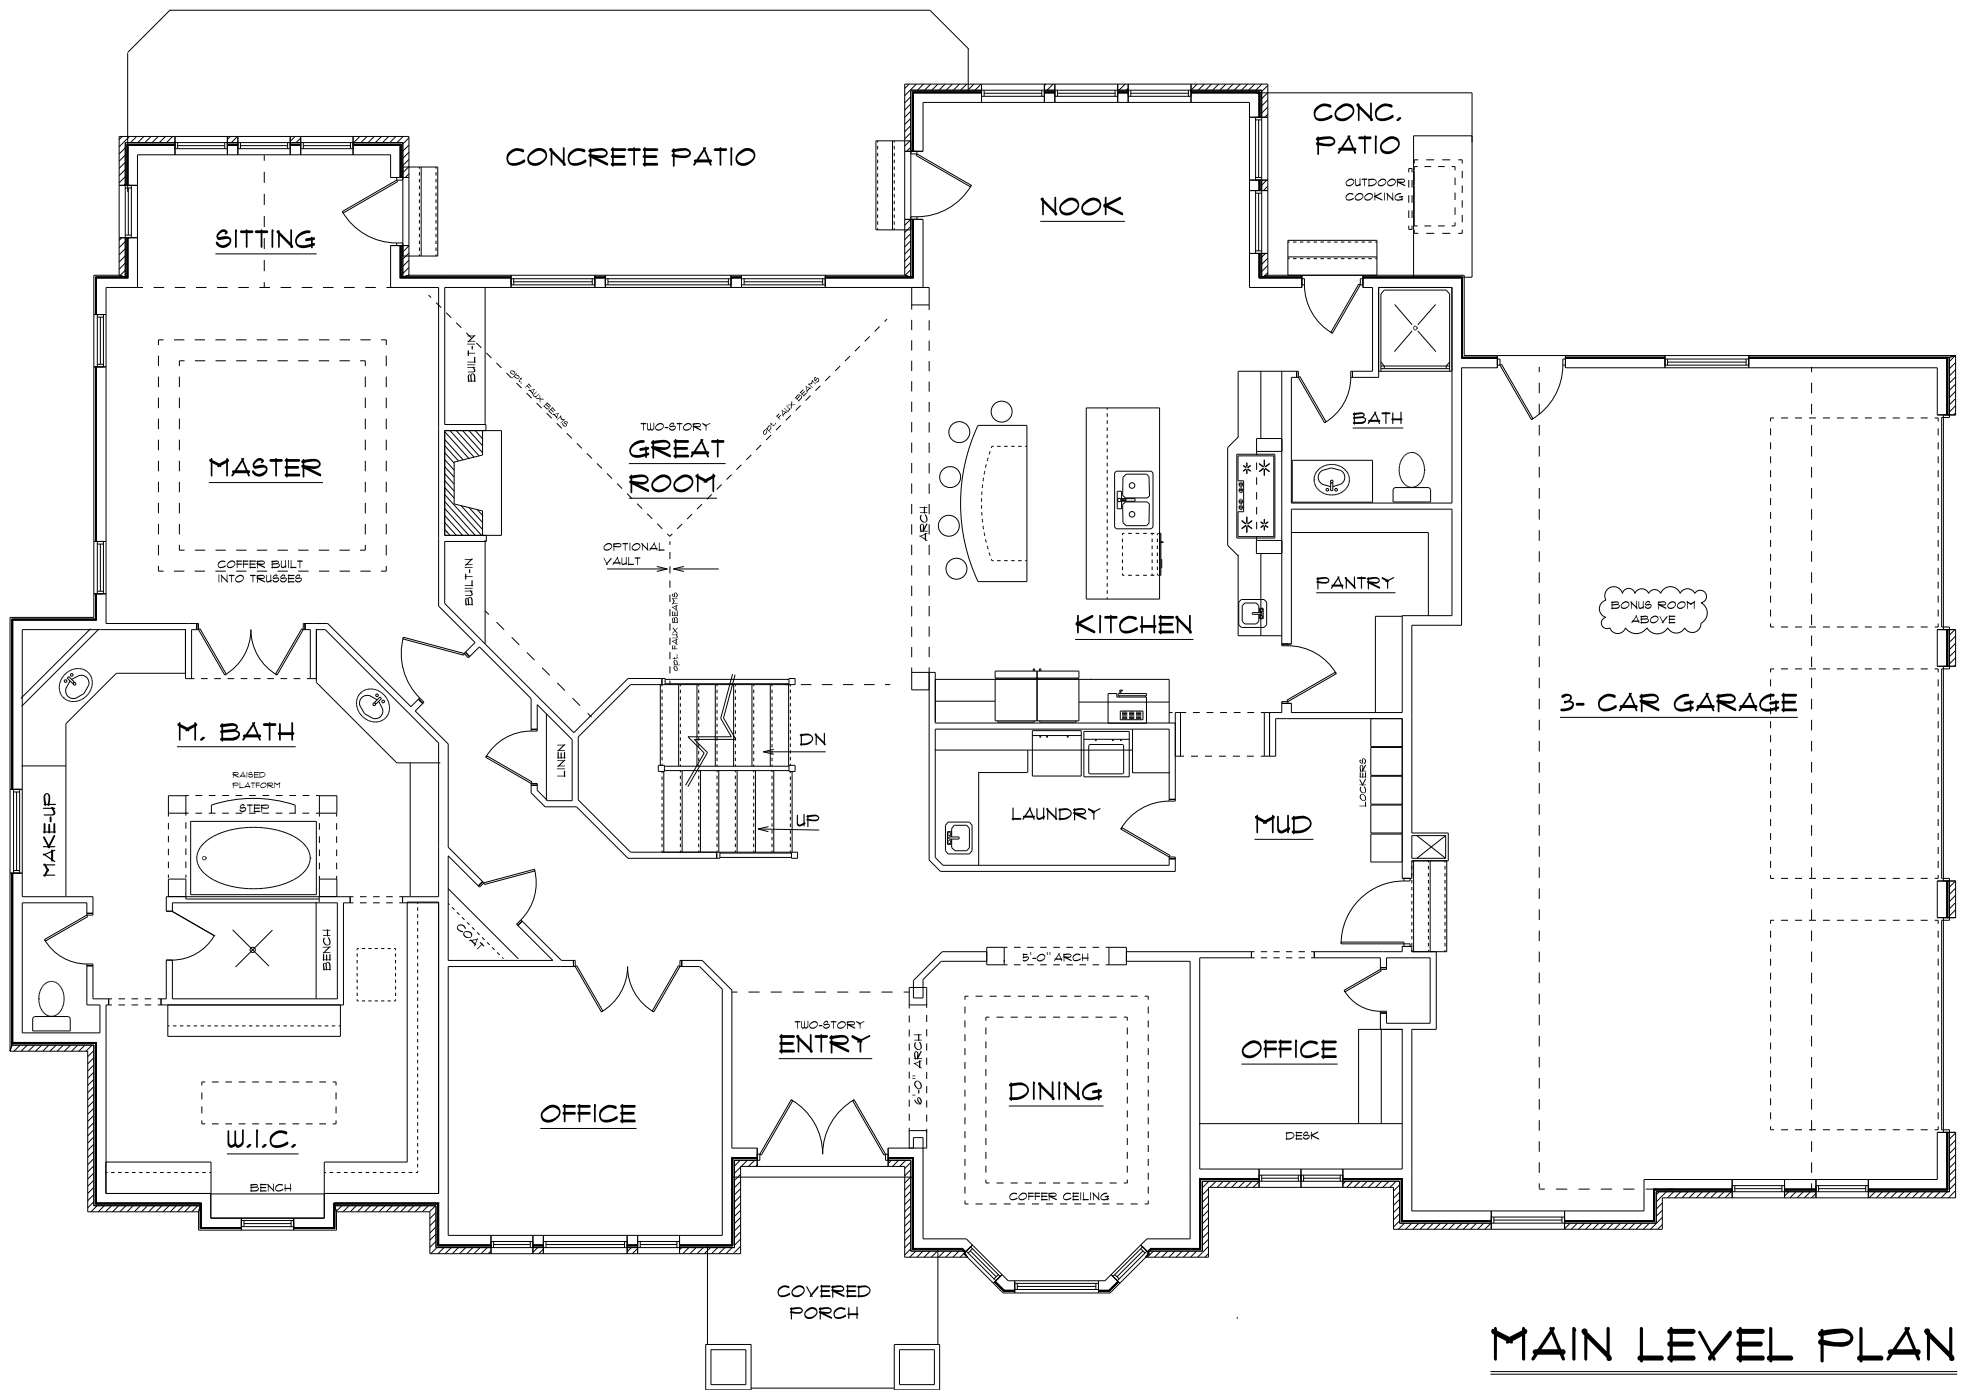 CONCRETE PATIO
CONC.
PATIO
OUTDOOR
COOKING
SITTING
NOOK
BUILT-IN
opt. FAUX BEAMS
opt. FAUX BEAMS
TWO-STORY
GREAT
ROOM
BATH
MASTER
ARCH
COFFER BUILT
INTO TRUSSES
OPTIONAL
VAULT
BUILT-IN
opt. FAUX BEAMS
PANTRY
KITCHEN
BONUS ROOM
ABOVE
3- CAR GARAGE
M. BATH
LINEN
DN
UP
RAISED
PLATFORM
STEP
MAKE-UP
LAUNDRY
MUD
LOCKERS
COAT
BENCH
5'-0" ARCH
TWO-STORY
ENTRY
6'-0" ARCH
OFFICE
DINING
OFFICE
W.I.C.
DESK
BENCH
COFFER CEILING
COVERED
PORCH
MAIN LEVEL PLAN